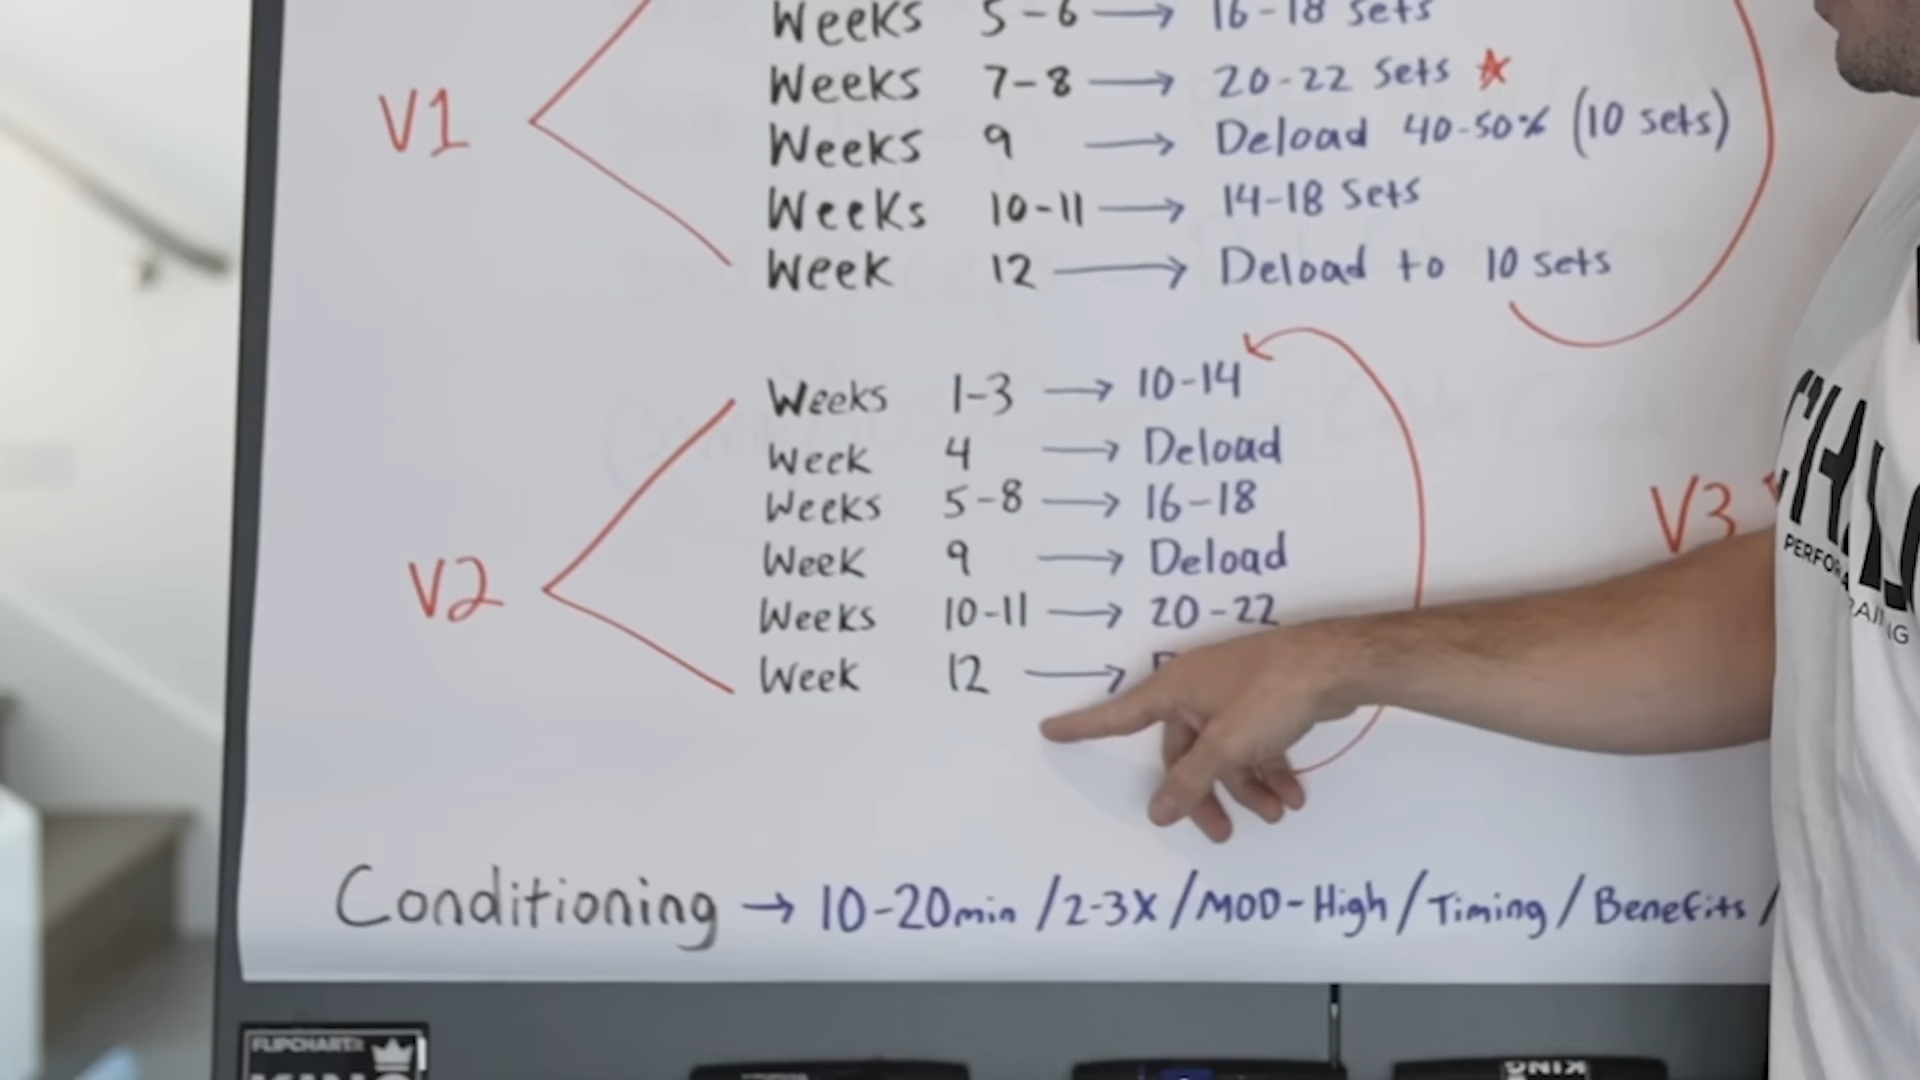 Weeks 5-6 → 16-18 Sets
Weeks 7-8 → 20-22 Sets ☆
Weeks 9 → Deload 40-50% (10 sets)
Weeks 10-11 → 14-18 Sets
Week 12 → Deload to 10 sets
V1
Weeks 1-3 → 10-14
Week 4 → Deload
Weeks 5-8 → 16-18
Week 9 → Deload
Weeks 10-11 → 20-22
Week 12 →
V2
V3
Conditioning → 10-20min / 2-3X / MOD-High / Timing / Benefits /
FLIPCHART
KING
KING